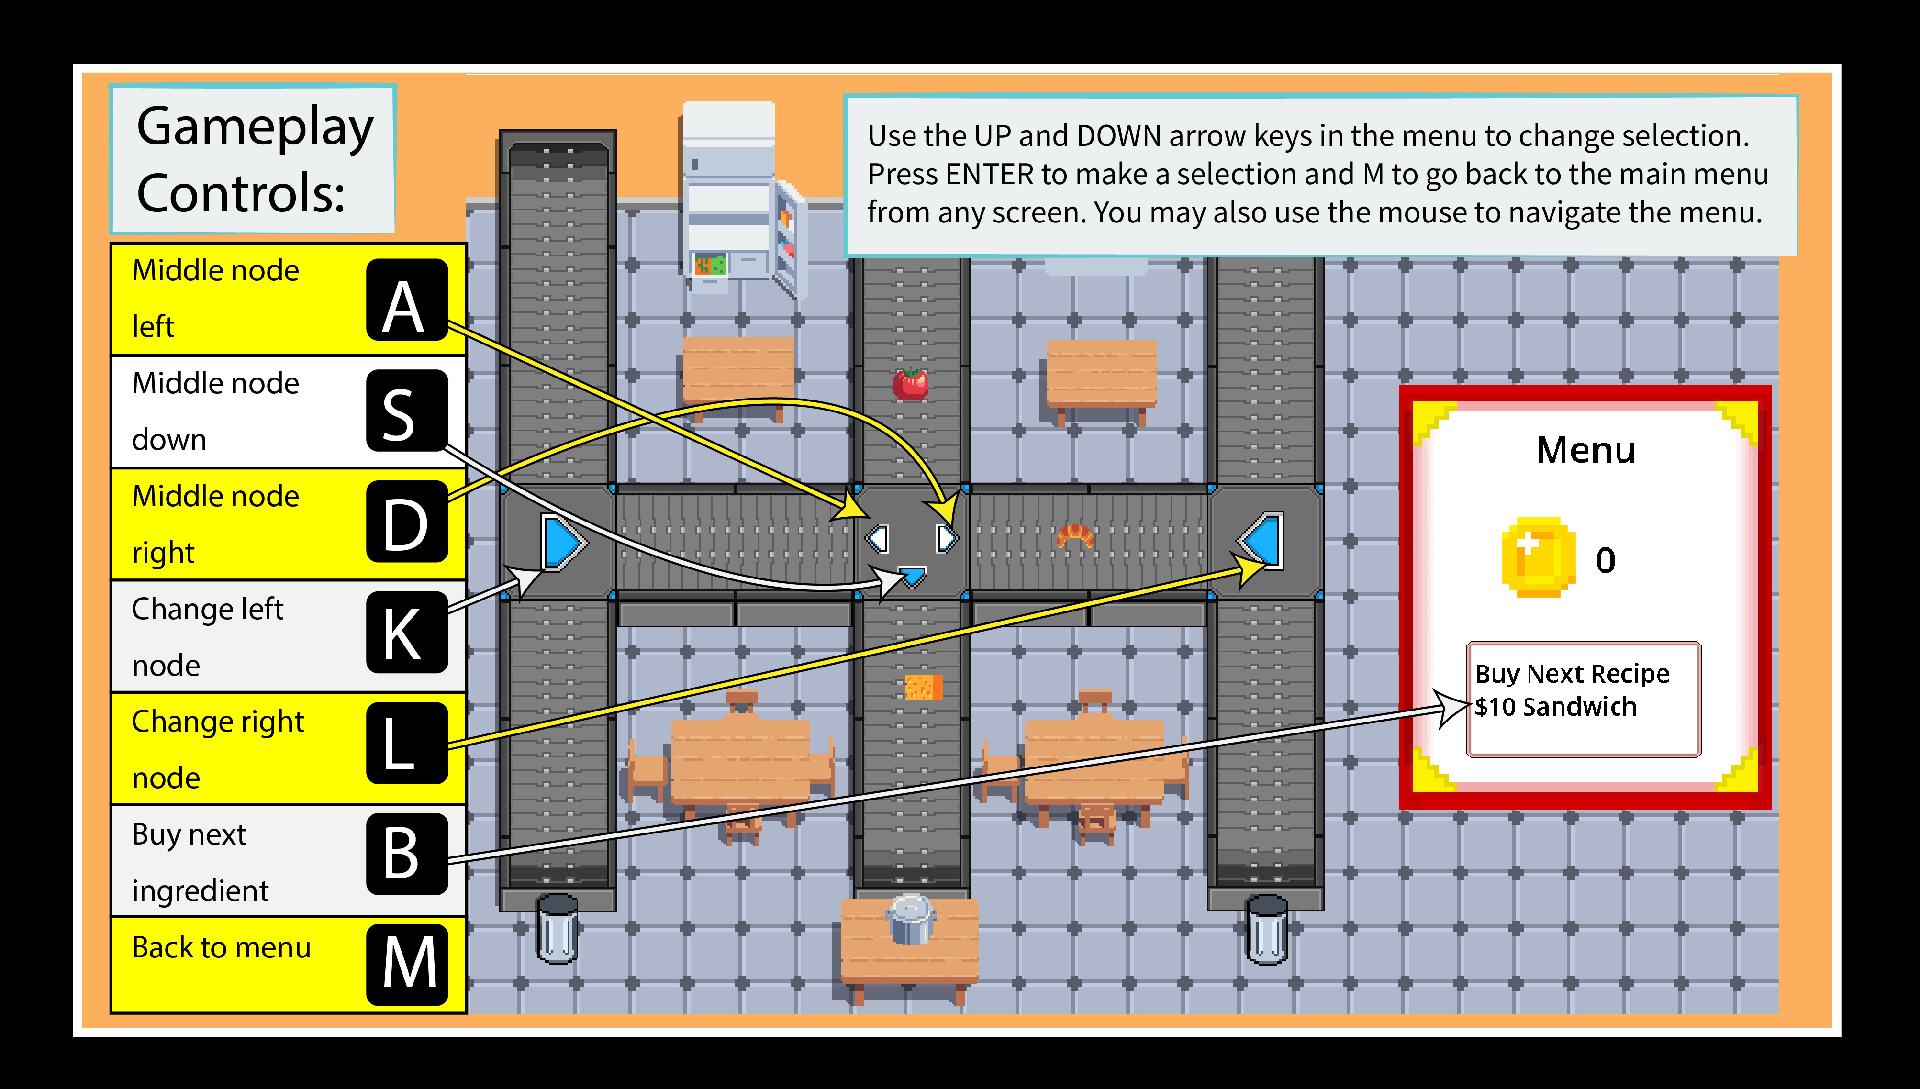 Gameplay
Controls:
Use the UP and DOWN arrow keys in the menu to change selection.
Press ENTER to make a selection and M to go back to the main menu
from any screen. You may also use the mouse to navigate the menu.
Middle node
left
A
Middle node
down
S
Middle node
right
D
Change left
node
K
Change right
node
L
Buy next
ingredient
B
Back to menu
M
Menu
0
Buy Next Recipe
$10 Sandwich